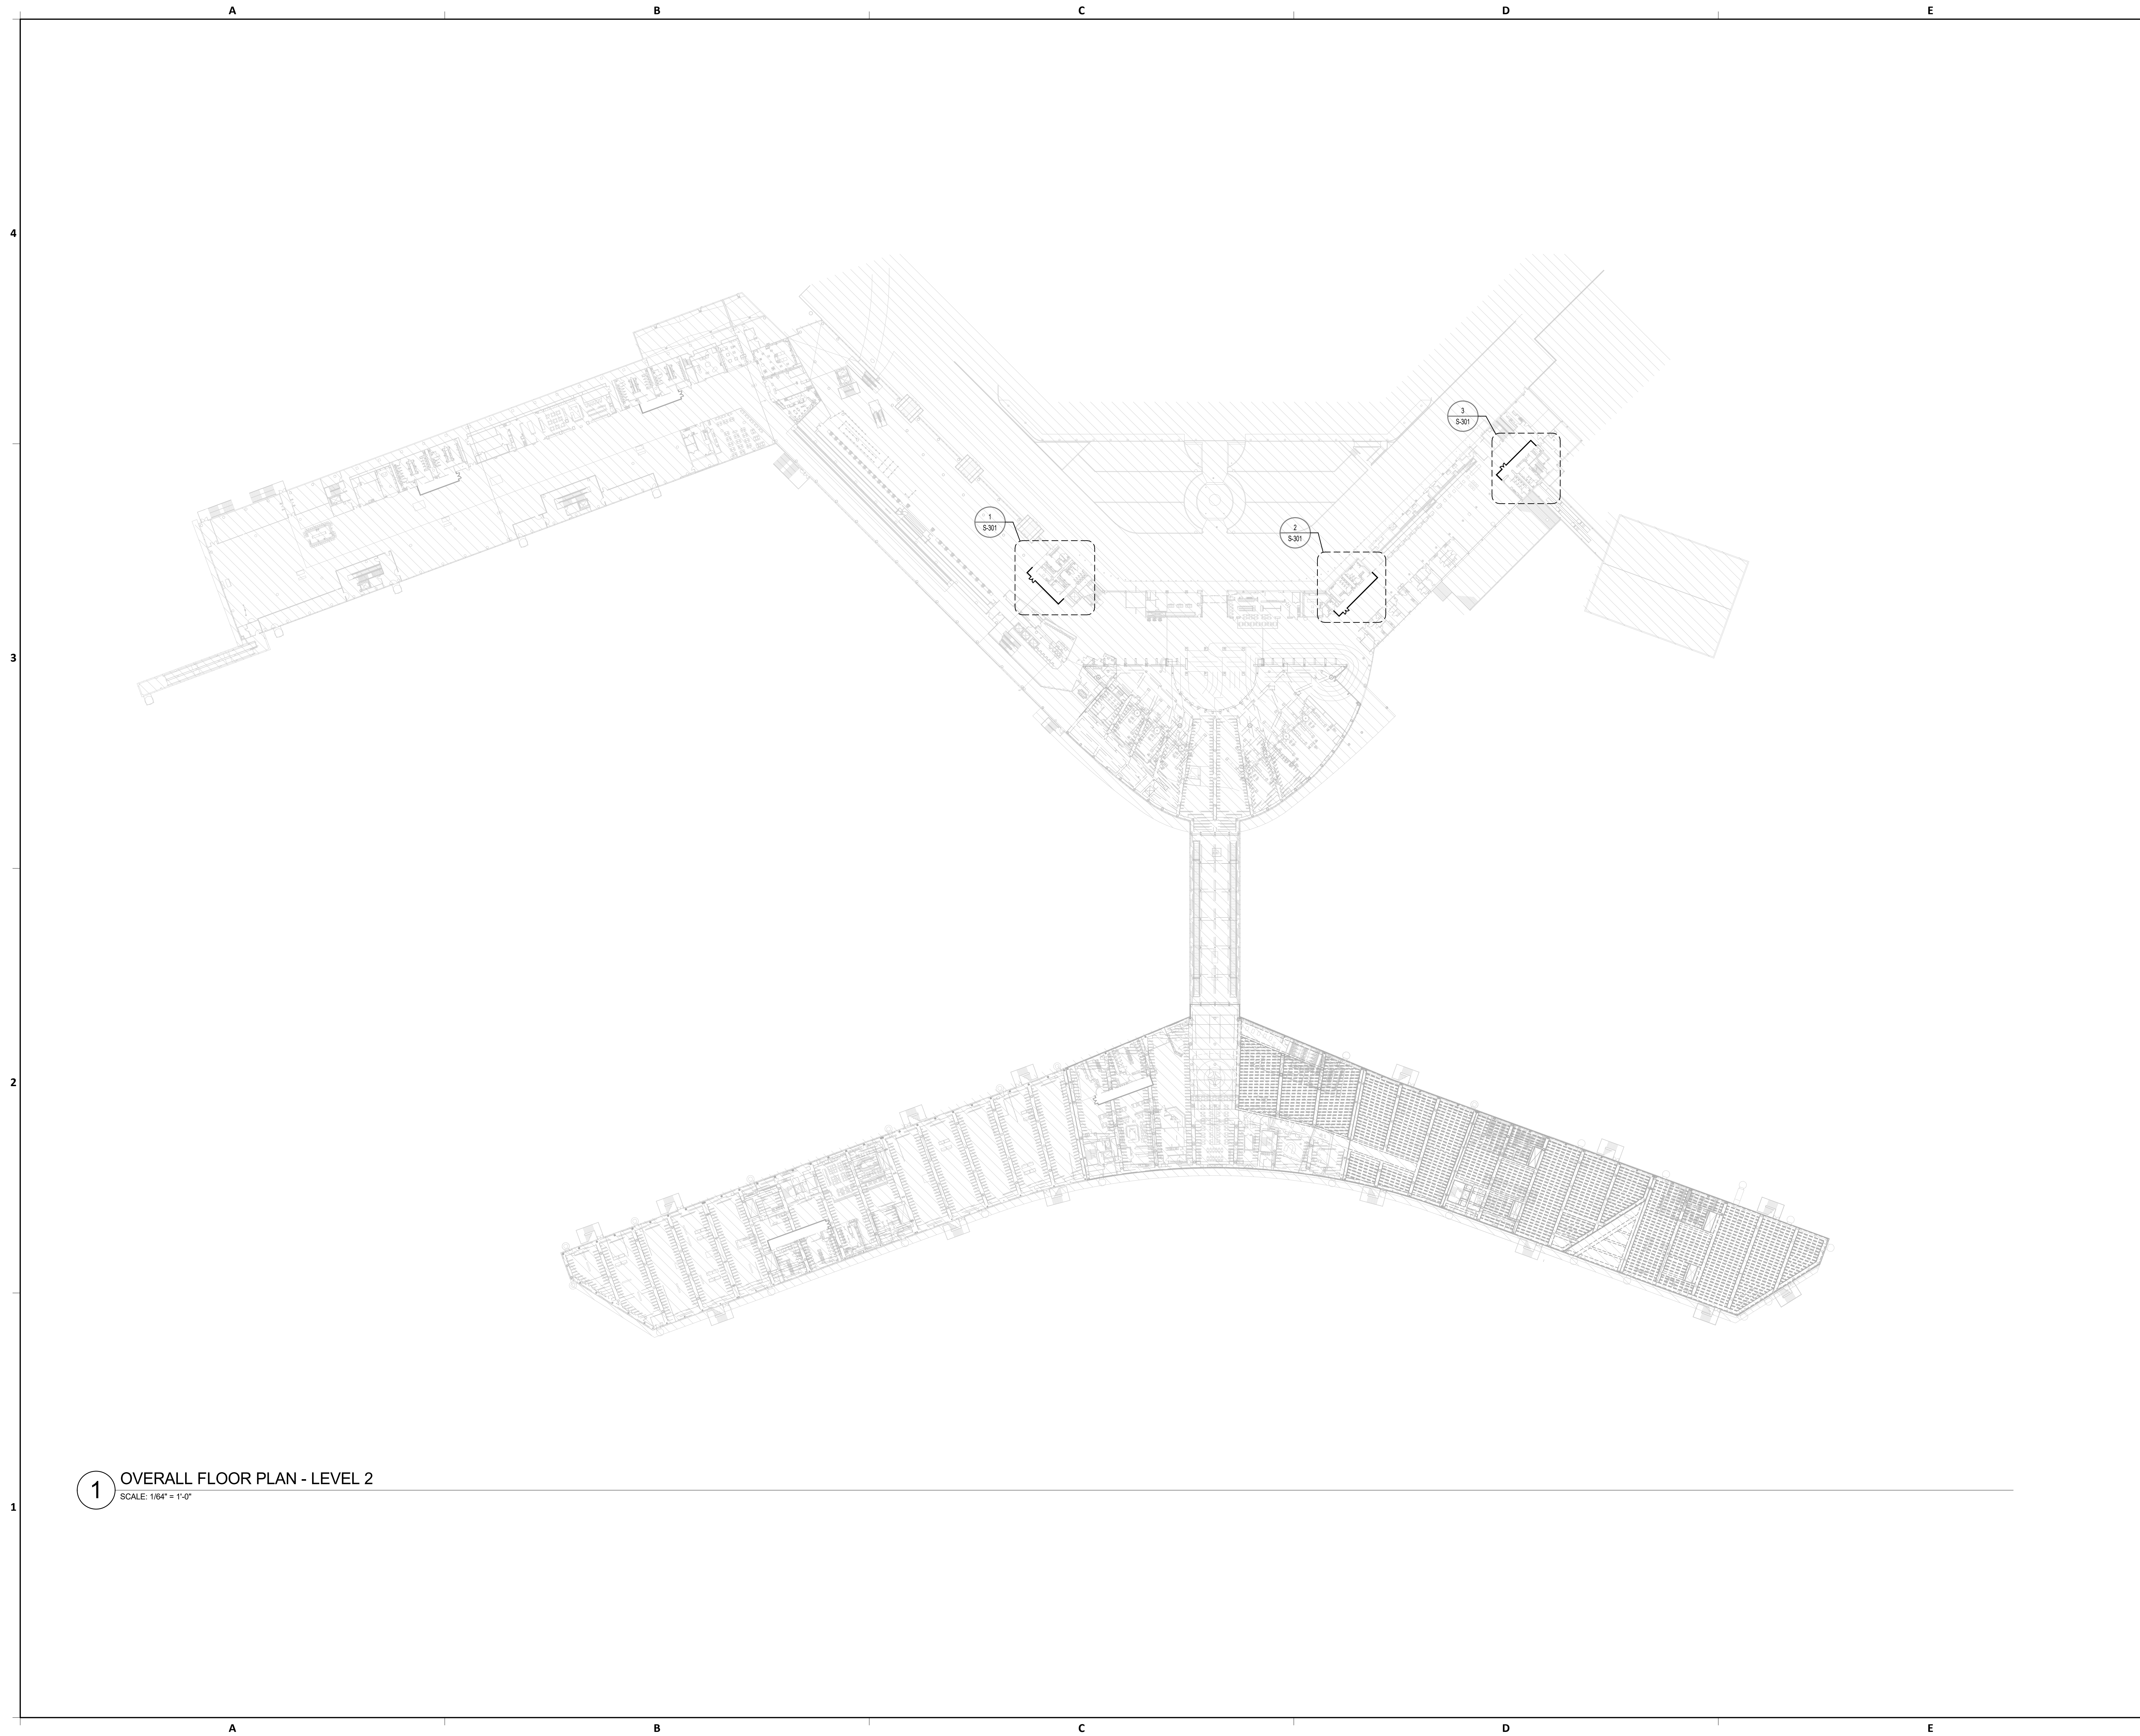 A B C D E
4
3
S-301
1
S-301
2
S-301
3
2
1
OVERALL FLOOR PLAN - LEVEL 2
SCALE: 1/64" = 1'-0"
1
A B C D E